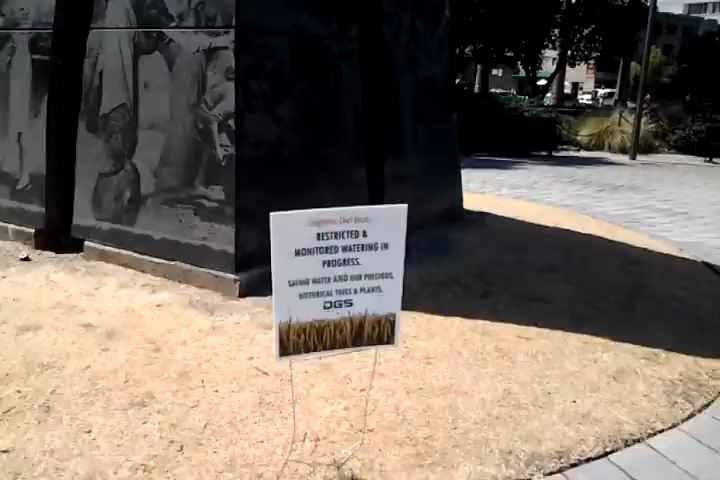 RESTRICTED &
MONITORED WATERING IN
PROGRESS.
SAVING WATER AND OUR PRECIOUS,
HISTORICAL TREES & PLANTS.
DGS